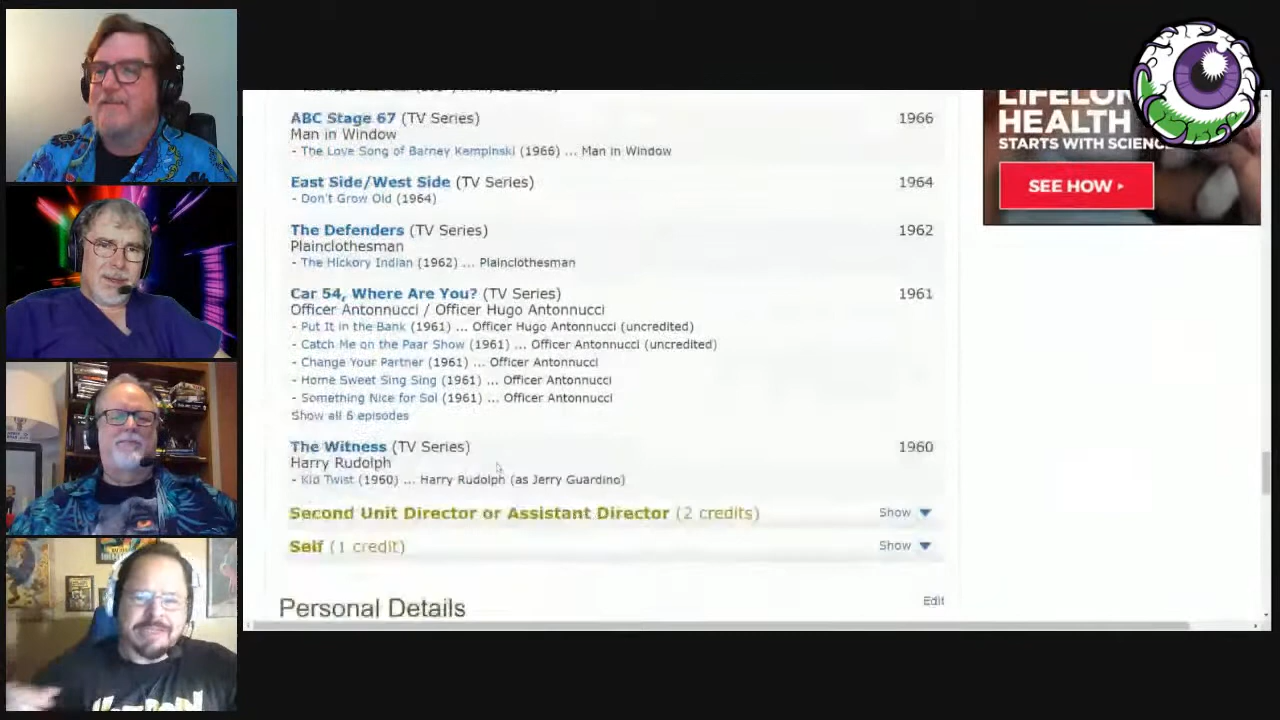 ABC Stage 67 (TV Series) 1966
Man in Window
- The Love Song of Barney Kempinski (1966) ... Man in Window
East Side/West Side (TV Series) 1964
- Don't Grow Old (1964)
The Defenders (TV Series) 1962
Plainclothesman
- The Hickory Indian (1962) ... Plainclothesman
Car 54, Where Are You? (TV Series) 1961
Officer Antonnucci / Officer Hugo Antonnucci
- Put It in the Bank (1961) ... Officer Hugo Antonnucci (uncredited)
- Catch Me on the Paar Show (1961) ... Officer Antonnucci (uncredited)
- Change Your Partner (1961) ... Officer Antonnucci
- Home Sweet Sing Sing (1961) ... Officer Antonnucci
- Something Nice for Sol (1961) ... Officer Antonnucci
Show all 6 episodes
The Witness (TV Series) 1960
Harry Rudolph
- Kid Twist (1960) ... Harry Rudolph (as Jerry Guardino)
Second Unit Director or Assistant Director (2 credits) Show
Self (1 credit) Show
Personal Details Edit
LIFELON
HEALTH
STARTS WITH SCIENC
SEE HOW